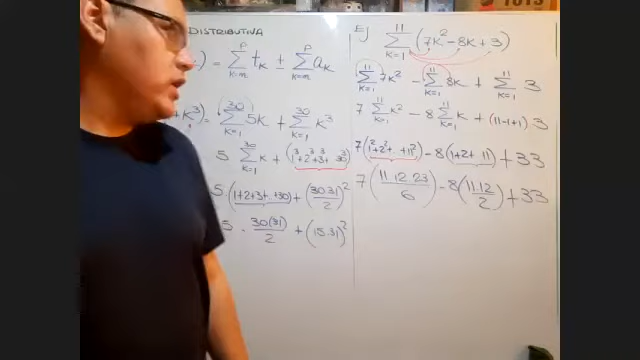 DISTRIBUTIVA
) = Σ_{k=m}^{p} t_k ± Σ_{k=m}^{p} a_k
+k³) = Σ_{k=1}^{30} 5k + Σ_{k=1}^{30} k³
5 Σ_{k=1}^{30} k + (1³+2³+3³+ 30³)
5·(1+2+3+...+30) + (30·31/2)²
5 · 30(31)/2 + (15·31)²
Ej Σ_{k=1}^{11} (7k² - 8k + 3)
Σ_{k=1}^{11} 7k² - Σ_{k=1}^{11} 8k + Σ_{k=1}^{11} 3
7 Σ_{k=1}^{11} k² - 8 Σ_{k=1}^{11} k + (11-1+1) 3
7(1²+2²+...+11²) - 8(1+2+...11) + 33
7(11·12·23/6) - 8(11·12/2) + 33